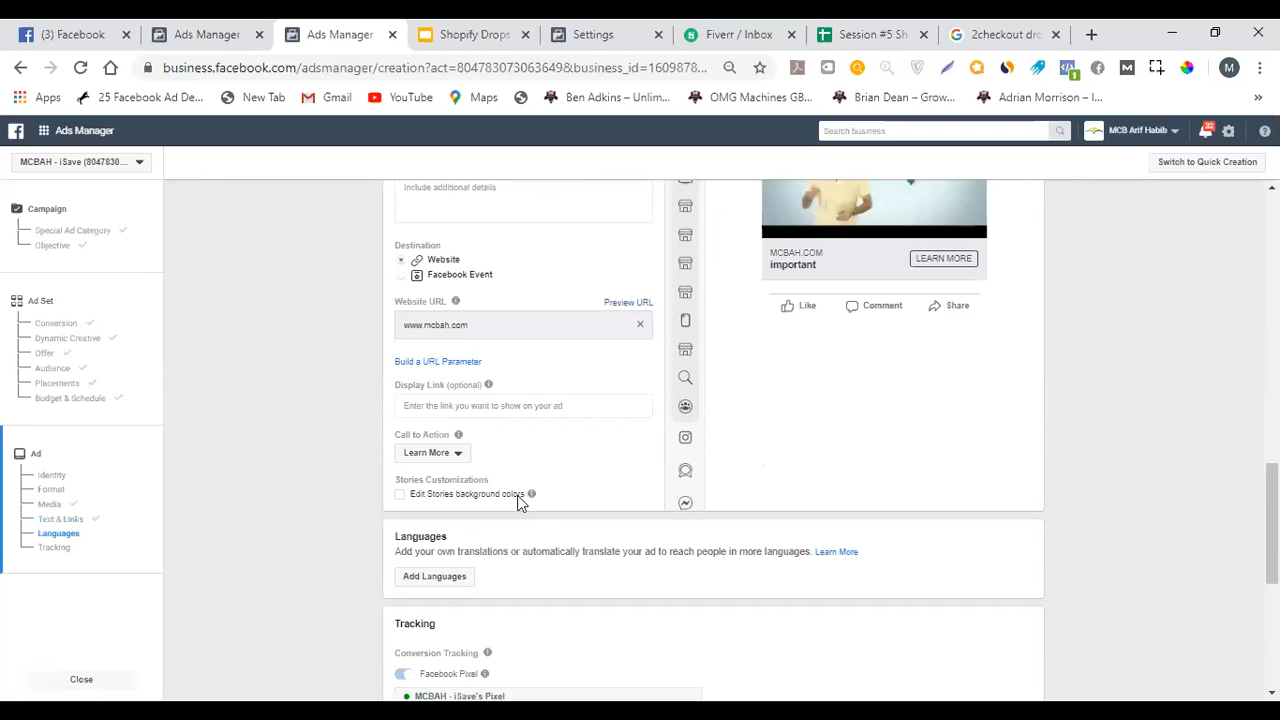 (3) Facebook
Ads Manager
Ads Manager
Shopify Drops
Settings
Fiverr / Inbox
Session #5 Sh
2checkout dro
business.facebook.com/adsmanager/creation?act=804783073063649&business_id=1609878...
M
Apps
25 Facebook Ad De...
New Tab
Gmail
YouTube
Maps
Ben Adkins – Unlim...
OMG Machines GB...
Brian Dean – Grow...
Adrian Morrison – I...
Ads Manager
Search business
MCB Arif Habib
32
MCBAH - iSave (8047830...
Switch to Quick Creation
Campaign
Special Ad Category
Objective
Ad Set
Conversion
Dynamic Creative
Offer
Audience
Placements
Budget & Schedule
Ad
Identity
Format
Media
Text & Links
Languages
Tracking
Close
Include additional details
Destination
Website
Facebook Event
Website URL
Preview URL
www.mcbah.com
Build a URL Parameter
Display Link (optional)
Enter the link you want to show on your ad
Call to Action
Learn More
Stories Customizations
Edit Stories background colors
MCBAH.COM
important
LEARN MORE
Like
Comment
Share
Languages
Add your own translations or automatically translate your ad to reach people in more languages. Learn More
Add Languages
Tracking
Conversion Tracking
Facebook Pixel
MCBAH - iSave's Pixel